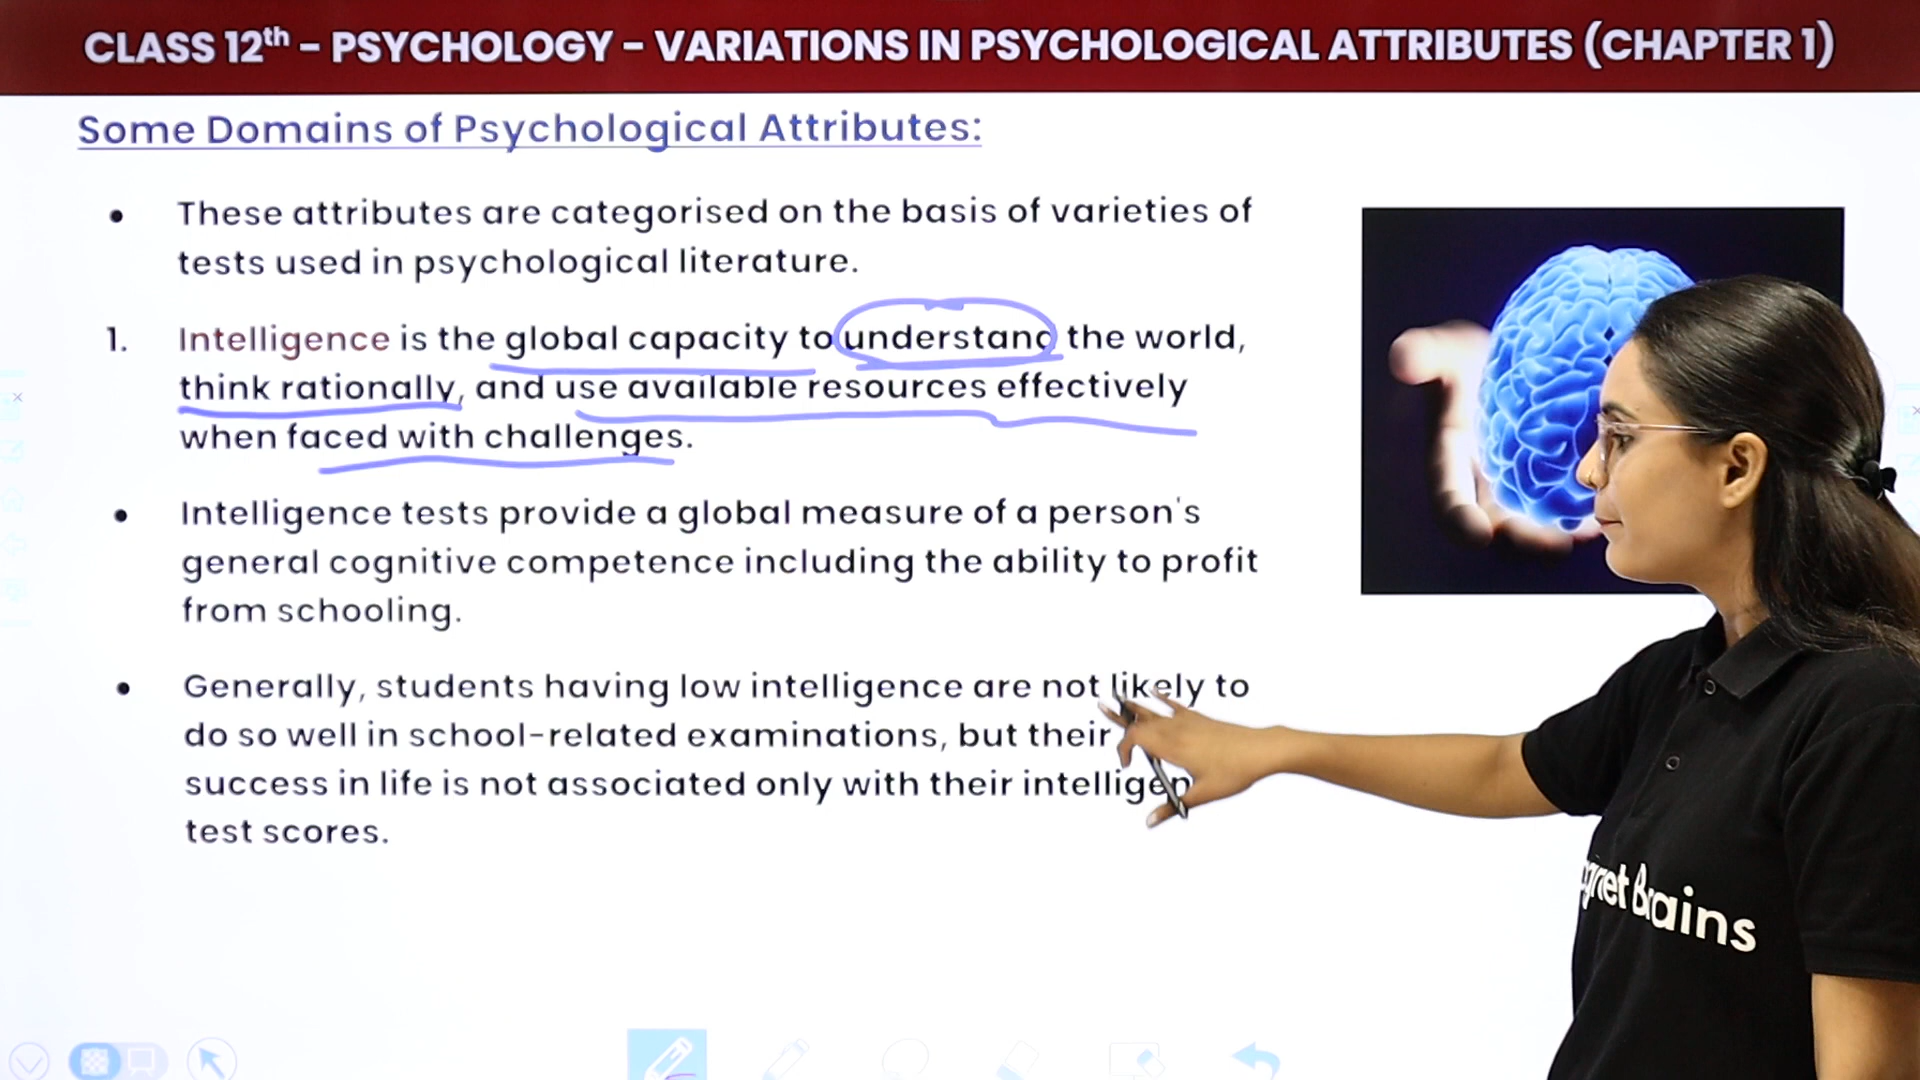 CLASS 12th – PSYCHOLOGY – VARIATIONS IN PSYCHOLOGICAL ATTRIBUTES (CHAPTER 1)
Some Domains of Psychological Attributes:
• These attributes are categorised on the basis of varieties of
tests used in psychological literature.
1. Intelligence is the global capacity to understand the world,
think rationally, and use available resources effectively
when faced with challenges.
• Intelligence tests provide a global measure of a person's
general cognitive competence including the ability to profit
from schooling.
• Generally, students having low intelligence are not likely to
do so well in school-related examinations, but their
success in life is not associated only with their intelligen
test scores.
gnet Brains